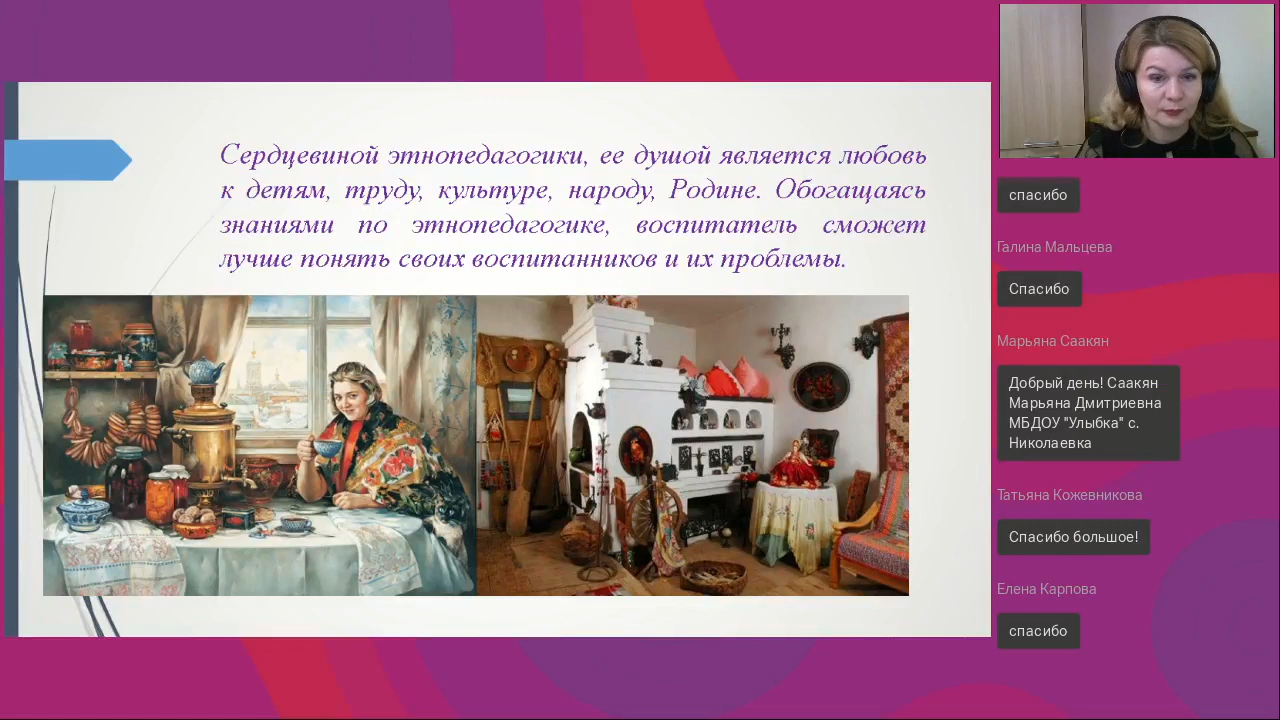 Сердцевиной этнопедагогики, ее душой является любовь
к детям, труду, культуре, народу, Родине. Обогащаясь
знаниями по этнопедагогике, воспитатель сможет
лучше понять своих воспитанников и их проблемы.
спасибо
Галина Мальцева
Спасибо
Марьяна Саакян
Добрый день! Саакян
Марьяна Дмитриевна
МБДОУ "Улыбка" с.
Николаевка
Татьяна Кожевникова
Спасибо большое!
Елена Карпова
спасибо